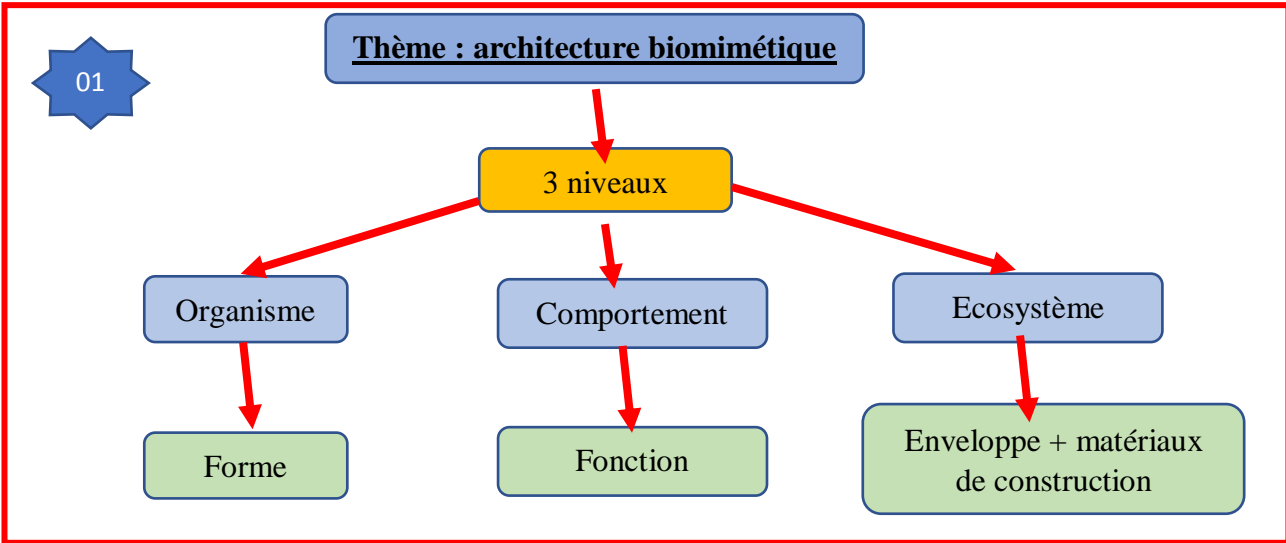 Thème : architecture biomimétique
01
3 niveaux
Organisme
Comportement
Ecosystème
Forme
Fonction
Enveloppe + matériaux
de construction